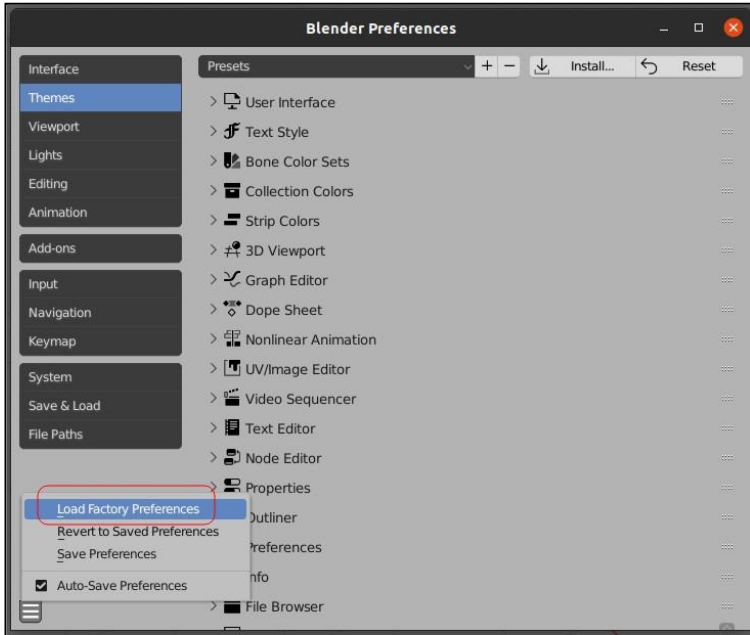 Blender Preferences
Interface
Themes
Viewport
Lights
Editing
Animation
Add-ons
Input
Navigation
Keymap
System
Save & Load
File Paths
Presets
Install...
Reset
User Interface
Text Style
Bone Color Sets
Collection Colors
Strip Colors
3D Viewport
Graph Editor
Dope Sheet
Nonlinear Animation
UV/Image Editor
Video Sequencer
Text Editor
Node Editor
Properties
Outliner
Preferences
nfo
File Browser
Load Factory Preferences
Revert to Saved Preferences
Save Preferences
Auto-Save Preferences